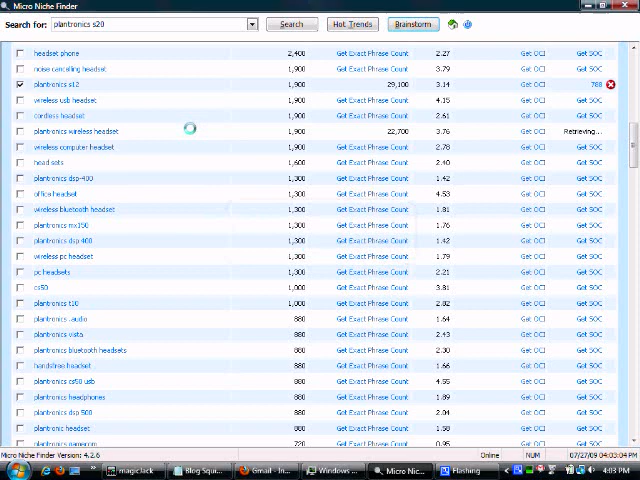 Micro Niche Finder
Search for: plantronics s20 Search Hot Trends Brainstorm
headset phone 2,400 Get Exact Phrase Count 2.27 Get OCI Get SOC
noise cancelling headset 1,900 Get Exact Phrase Count 3.79 Get OCI Get SOC
plantronics s12 1,900 29,100 3.14 Get OCI 788
wireless usb headset 1,900 Get Exact Phrase Count 4.15 Get OCI Get SOC
cordless headset 1,900 Get Exact Phrase Count 2.61 Get OCI Get SOC
plantronics wireless headset 1,900 22,700 3.76 Get OCI Retrieving...
wireless computer headset 1,900 Get Exact Phrase Count 2.78 Get OCI Get SOC
head sets 1,600 Get Exact Phrase Count 2.40 Get OCI Get SOC
plantronics dsp-400 1,300 Get Exact Phrase Count 1.42 Get OCI Get SOC
office headset 1,300 Get Exact Phrase Count 4.53 Get OCI Get SOC
wireless bluetooth headset 1,300 Get Exact Phrase Count 1.81 Get OCI Get SOC
plantronics mx150 1,300 Get Exact Phrase Count 1.76 Get OCI Get SOC
plantronics dsp 400 1,300 Get Exact Phrase Count 1.42 Get OCI Get SOC
wireless pc headset 1,300 Get Exact Phrase Count 1.79 Get OCI Get SOC
pc headsets 1,300 Get Exact Phrase Count 2.21 Get OCI Get SOC
cs50 1,000 Get Exact Phrase Count 3.81 Get OCI Get SOC
plantronics t10 1,000 Get Exact Phrase Count 2.82 Get OCI Get SOC
plantronics .audio 880 Get Exact Phrase Count 1.64 Get OCI Get SOC
plantronics vista 880 Get Exact Phrase Count 2.43 Get OCI Get SOC
plantronics bluetooth headsets 880 Get Exact Phrase Count 2.30 Get OCI Get SOC
handsfree headset 880 Get Exact Phrase Count 1.66 Get OCI Get SOC
plantronics cs50 usb 880 Get Exact Phrase Count 4.55 Get OCI Get SOC
plantronics headphones 880 Get Exact Phrase Count 1.89 Get OCI Get SOC
plantronics dsp 500 880 Get Exact Phrase Count 2.04 Get OCI Get SOC
plantronic headset 880 Get Exact Phrase Count 1.58 Get OCI Get SOC
plantronics gamecom 720 Get Exact Phrase Count 0.95 Get OCI Get SOC
Micro Niche Finder Version: 4.2.6 Online NUM 07/27/09 04:03:04 PM
magicJack Blog Squi... Gmail - In... Windows ... Micro Nic... Flashing 4:03 PM